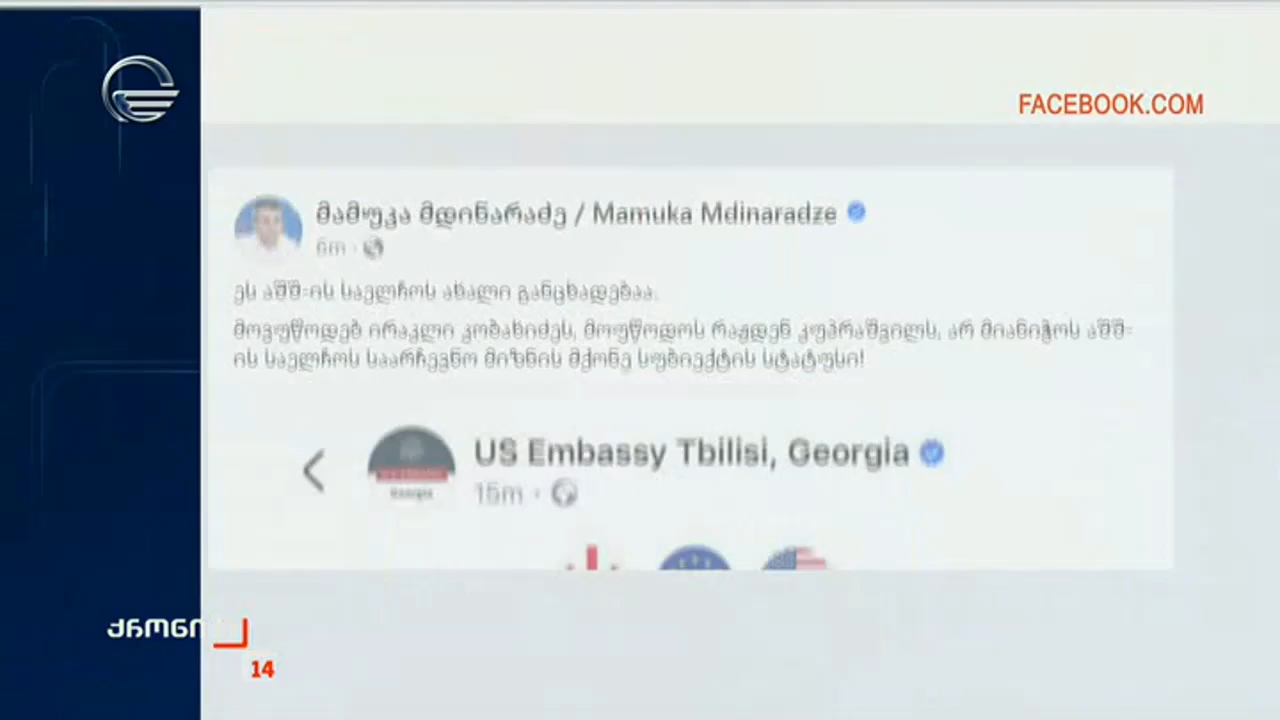 FACEBOOK.COM
მამუკა მდინარაძე / Mamuka Mdinaradze
6m ·
ეს აშშ-ის საელჩოს ახალი განცხადებაა.
მოვუწოდებ ირაკლი კობახიძეს, მოუწოდოს რაჟდენ კუპრაშვილს, არ მიანიჭოს აშშ-
ის საელჩოს საარჩევნო მიზნის მქონე სუბიექტის სტატუსი!
US Embassy Tbilisi, Georgia
15m ·
ქრონი
14